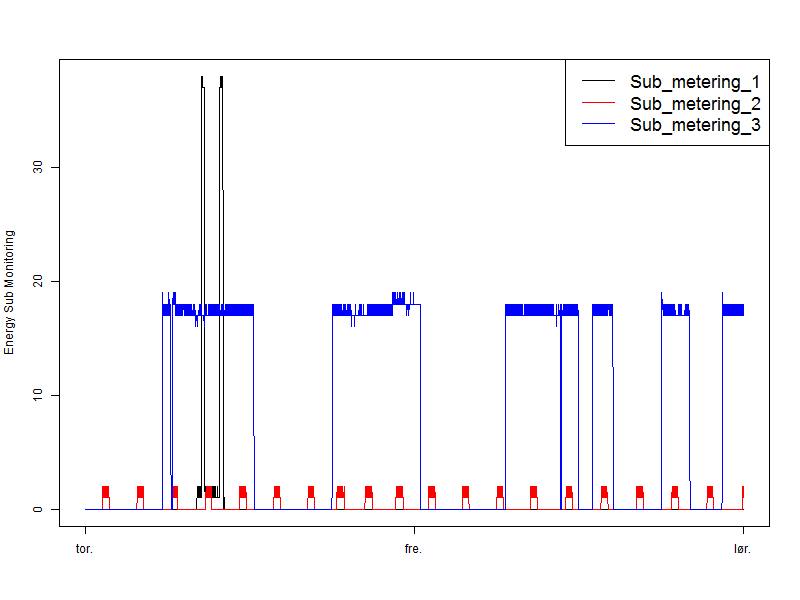 Sub_metering_1
Sub_metering_2
Sub_metering_3
Energy Sub Monitoring
30
20
10
0
tor.
fre.
lør.